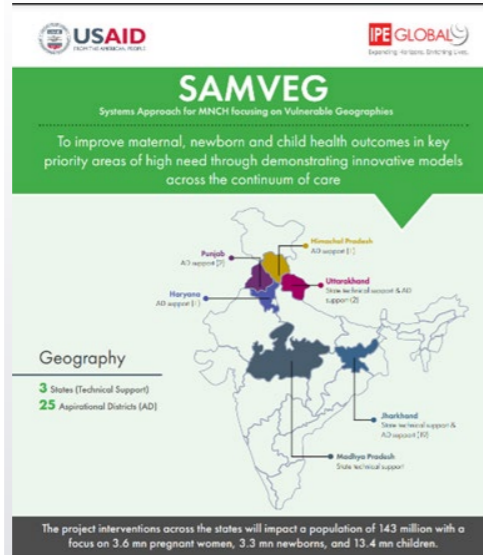 USAID
FROM THE AMERICAN PEOPLE
IPE GLOBAL
Expanding Horizons. Enriching Lives.
SAMVEG
Systems Approach for MNCH focusing on Vulnerable Geographies
To improve maternal, newborn and child health outcomes in key
priority areas of high need through demonstrating innovative models
across the continuum of care
Himachal Pradesh
AD support [1]
Punjab
AD support [2]
Uttarakhand
State technical support & AD
support (2)
Haryana
AD support [1]
Geography
3 States (Technical Support)
25 Aspirational Districts (AD)
Jharkhand
State technical support &
AD support [19]
Madhya Pradesh
State technical support
The project interventions across the states will impact a population of 143 million with a
focus on 3.6 mn pregnant women, 3.3 mn newborns, and 13.4 mn children.